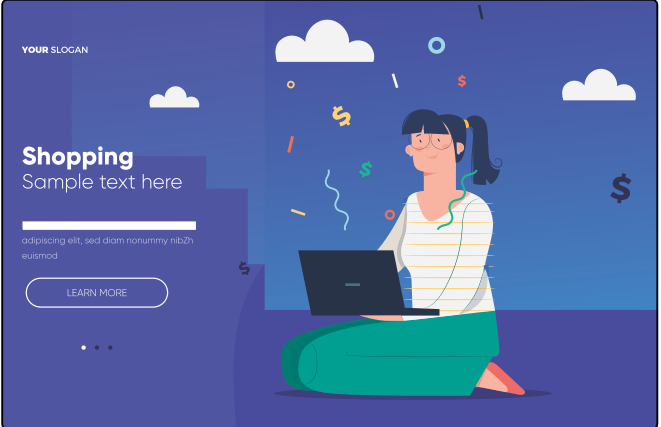 YOUR SLOGAN
Shopping
Sample text here
adipiscing elit, sed diam nonummy nibZh
euismod
LEARN MORE
$
$
$
$
$